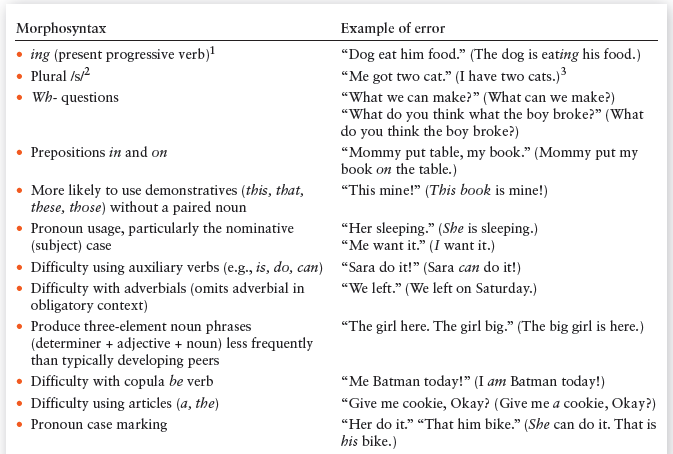 Morphosyntax Example of error
• ing (present progressive verb)1 “Dog eat him food.” (The dog is eating his food.)
• Plural /s/2 “Me got two cat.” (I have two cats.)3
• Wh- questions “What we can make?” (What can we make?)
“What do you think what the boy broke?” (What
do you think the boy broke?)
• Prepositions in and on “Mommy put table, my book.” (Mommy put my
book on the table.)
• More likely to use demonstratives (this, that, “This mine!” (This book is mine!)
these, those) without a paired noun
• Pronoun usage, particularly the nominative “Her sleeping.” (She is sleeping.)
(subject) case “Me want it.” (I want it.)
• Difficulty using auxiliary verbs (e.g., is, do, can) “Sara do it!” (Sara can do it!)
• Difficulty with adverbials (omits adverbial in “We left.” (We left on Saturday.)
obligatory context)
• Produce three-element noun phrases “The girl here. The girl big.” (The big girl is here.)
(determiner + adjective + noun) less frequently
than typically developing peers
• Difficulty with copula be verb “Me Batman today!” (I am Batman today!)
• Difficulty using articles (a, the) “Give me cookie, Okay? (Give me a cookie, Okay?)
• Pronoun case marking “Her do it.” “That him bike.” (She can do it. That is
his bike.)